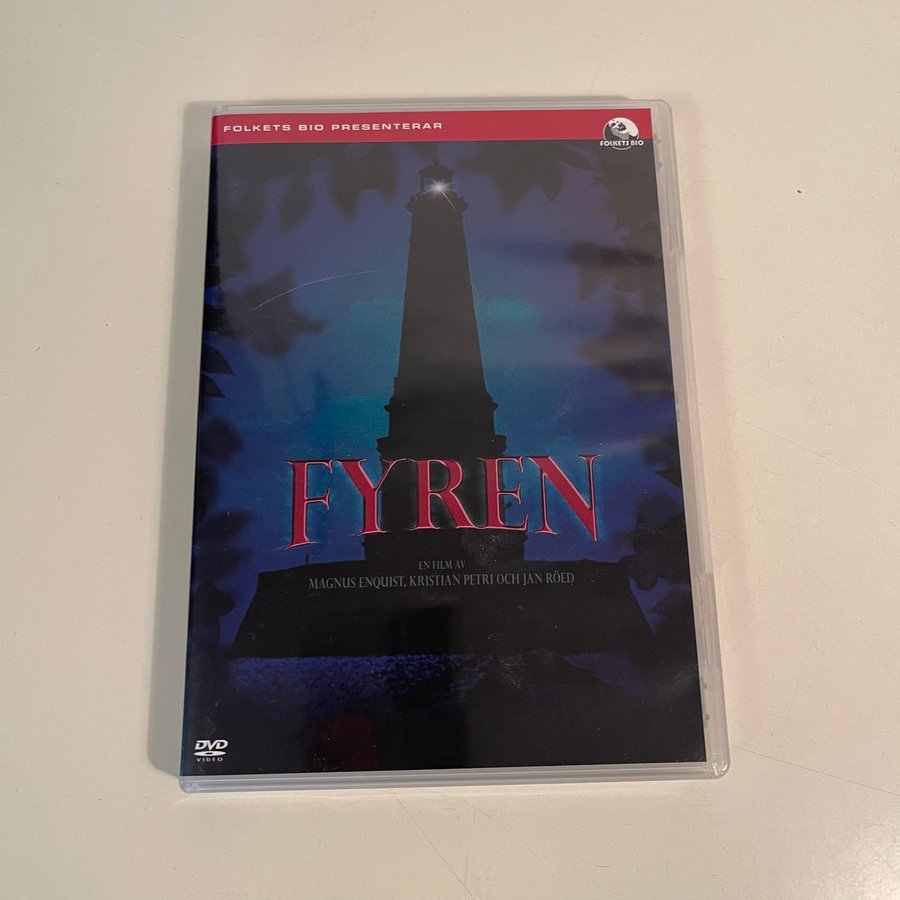 FOLKETS BIO PRESENTERAR
FOLKETS BIO
FYREN
EN FILM AV
MAGNUS ENQUIST, KRISTIAN PETRI OCH JAN RÖED
DVD
VIDEO